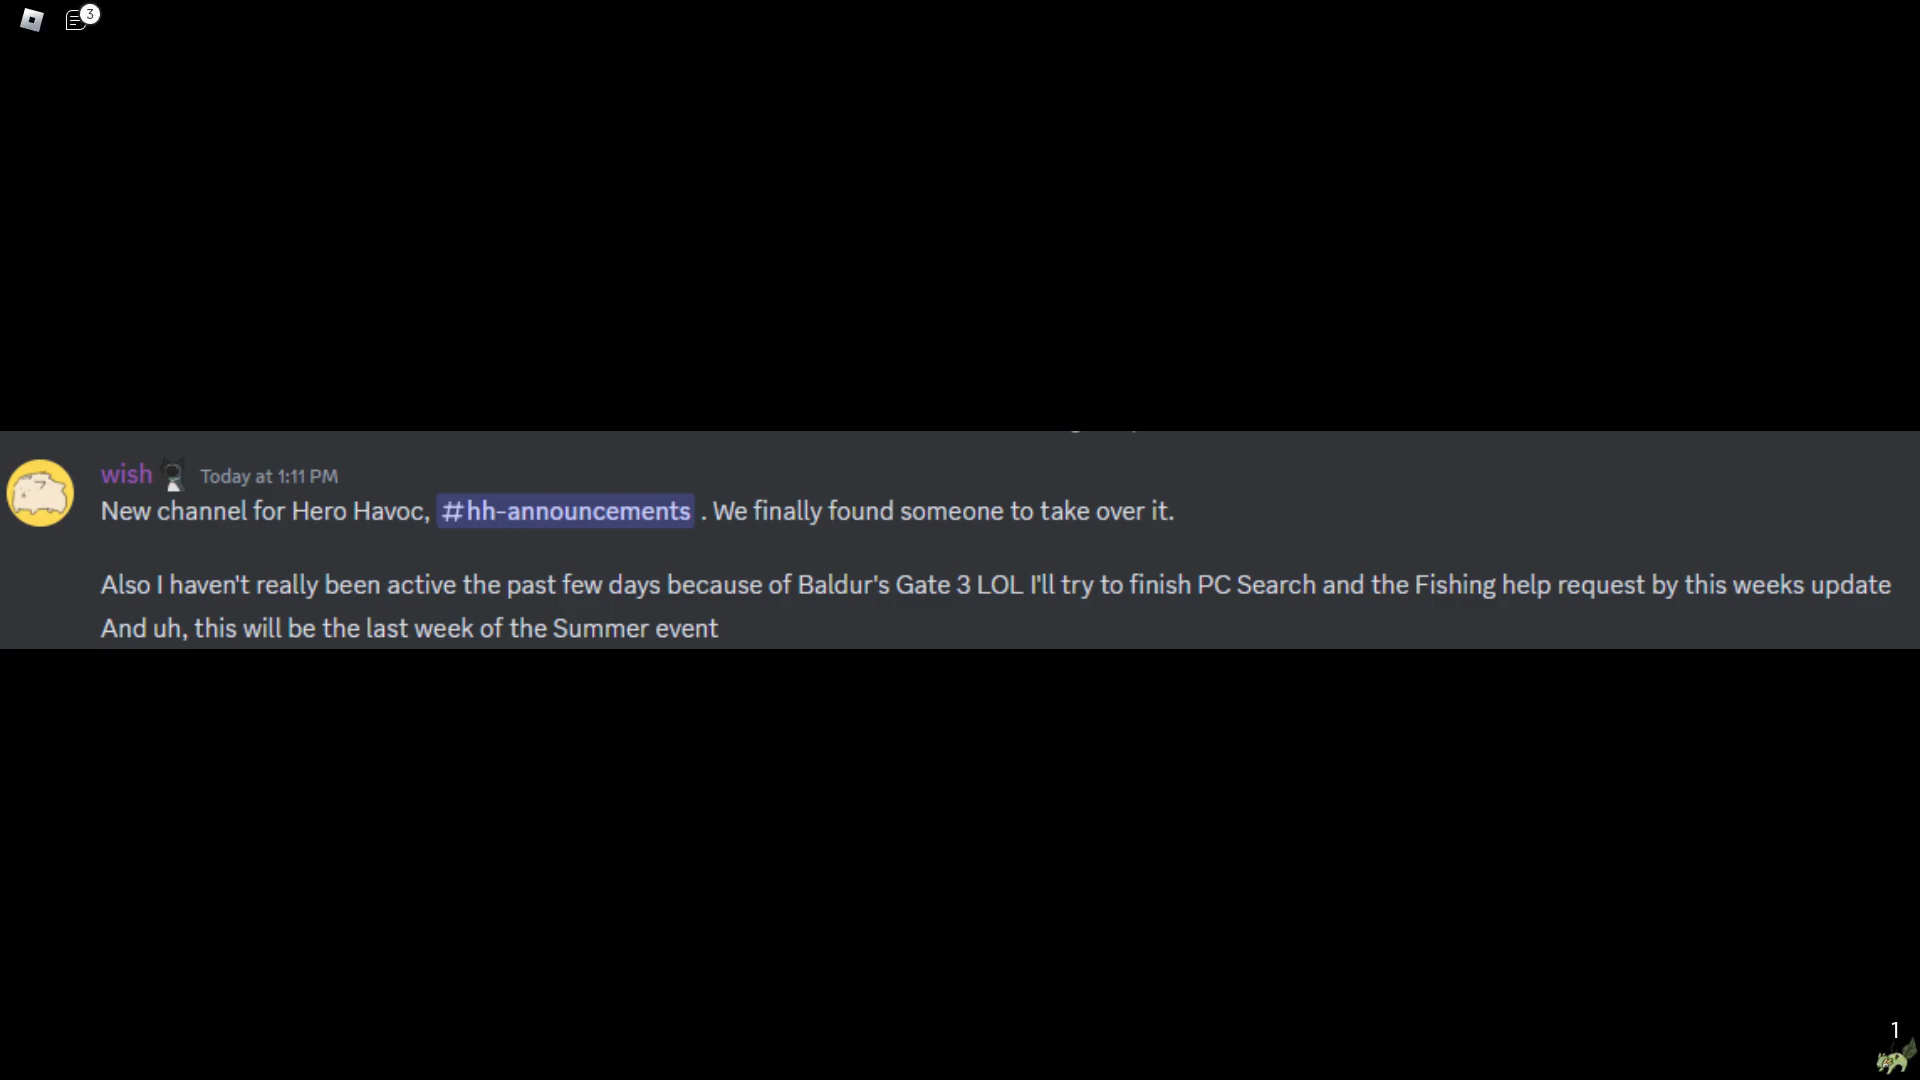 3
wish Today at 1:11 PM
New channel for Hero Havoc, #hh-announcements . We finally found someone to take over it.
Also I haven't really been active the past few days because of Baldur's Gate 3 LOL I'll try to finish PC Search and the Fishing help request by this weeks update
And uh, this will be the last week of the Summer event
1